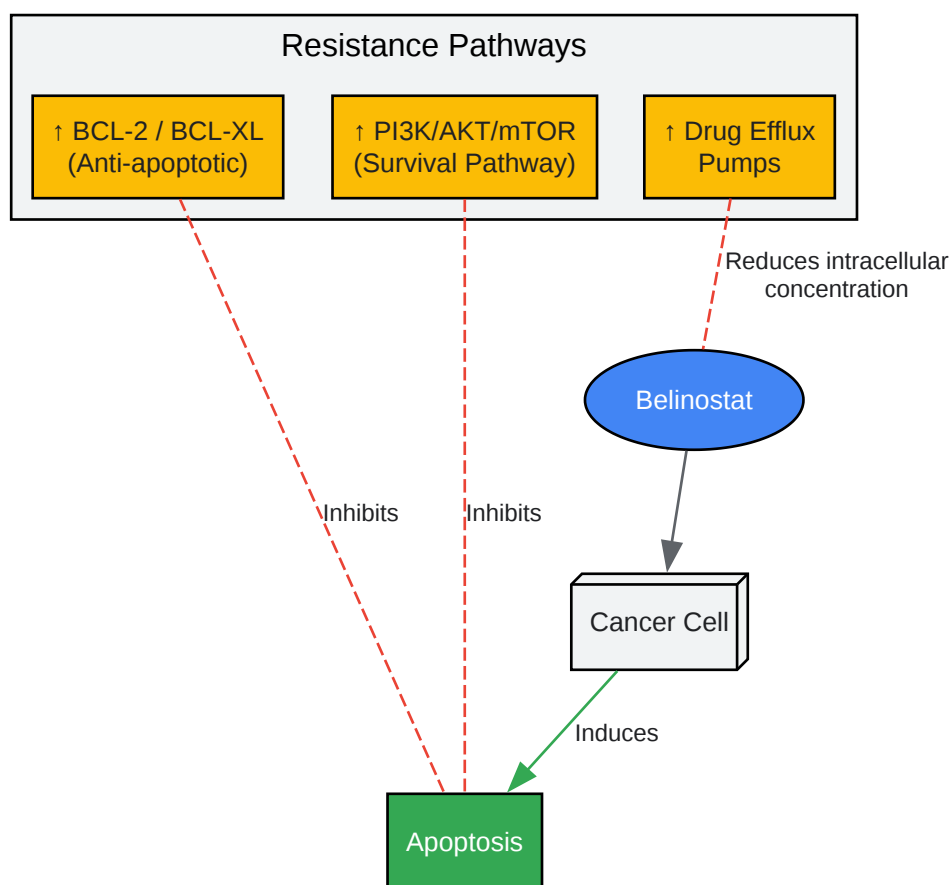 Resistance Pathways
↑ BCL-2 / BCL-XL
(Anti-apoptotic)
↑ PI3K/AKT/mTOR
(Survival Pathway)
↑ Drug Efflux
Pumps
Reduces intracellular
concentration
Belinostat
Inhibits
Inhibits
Cancer Cell
Induces
Apoptosis